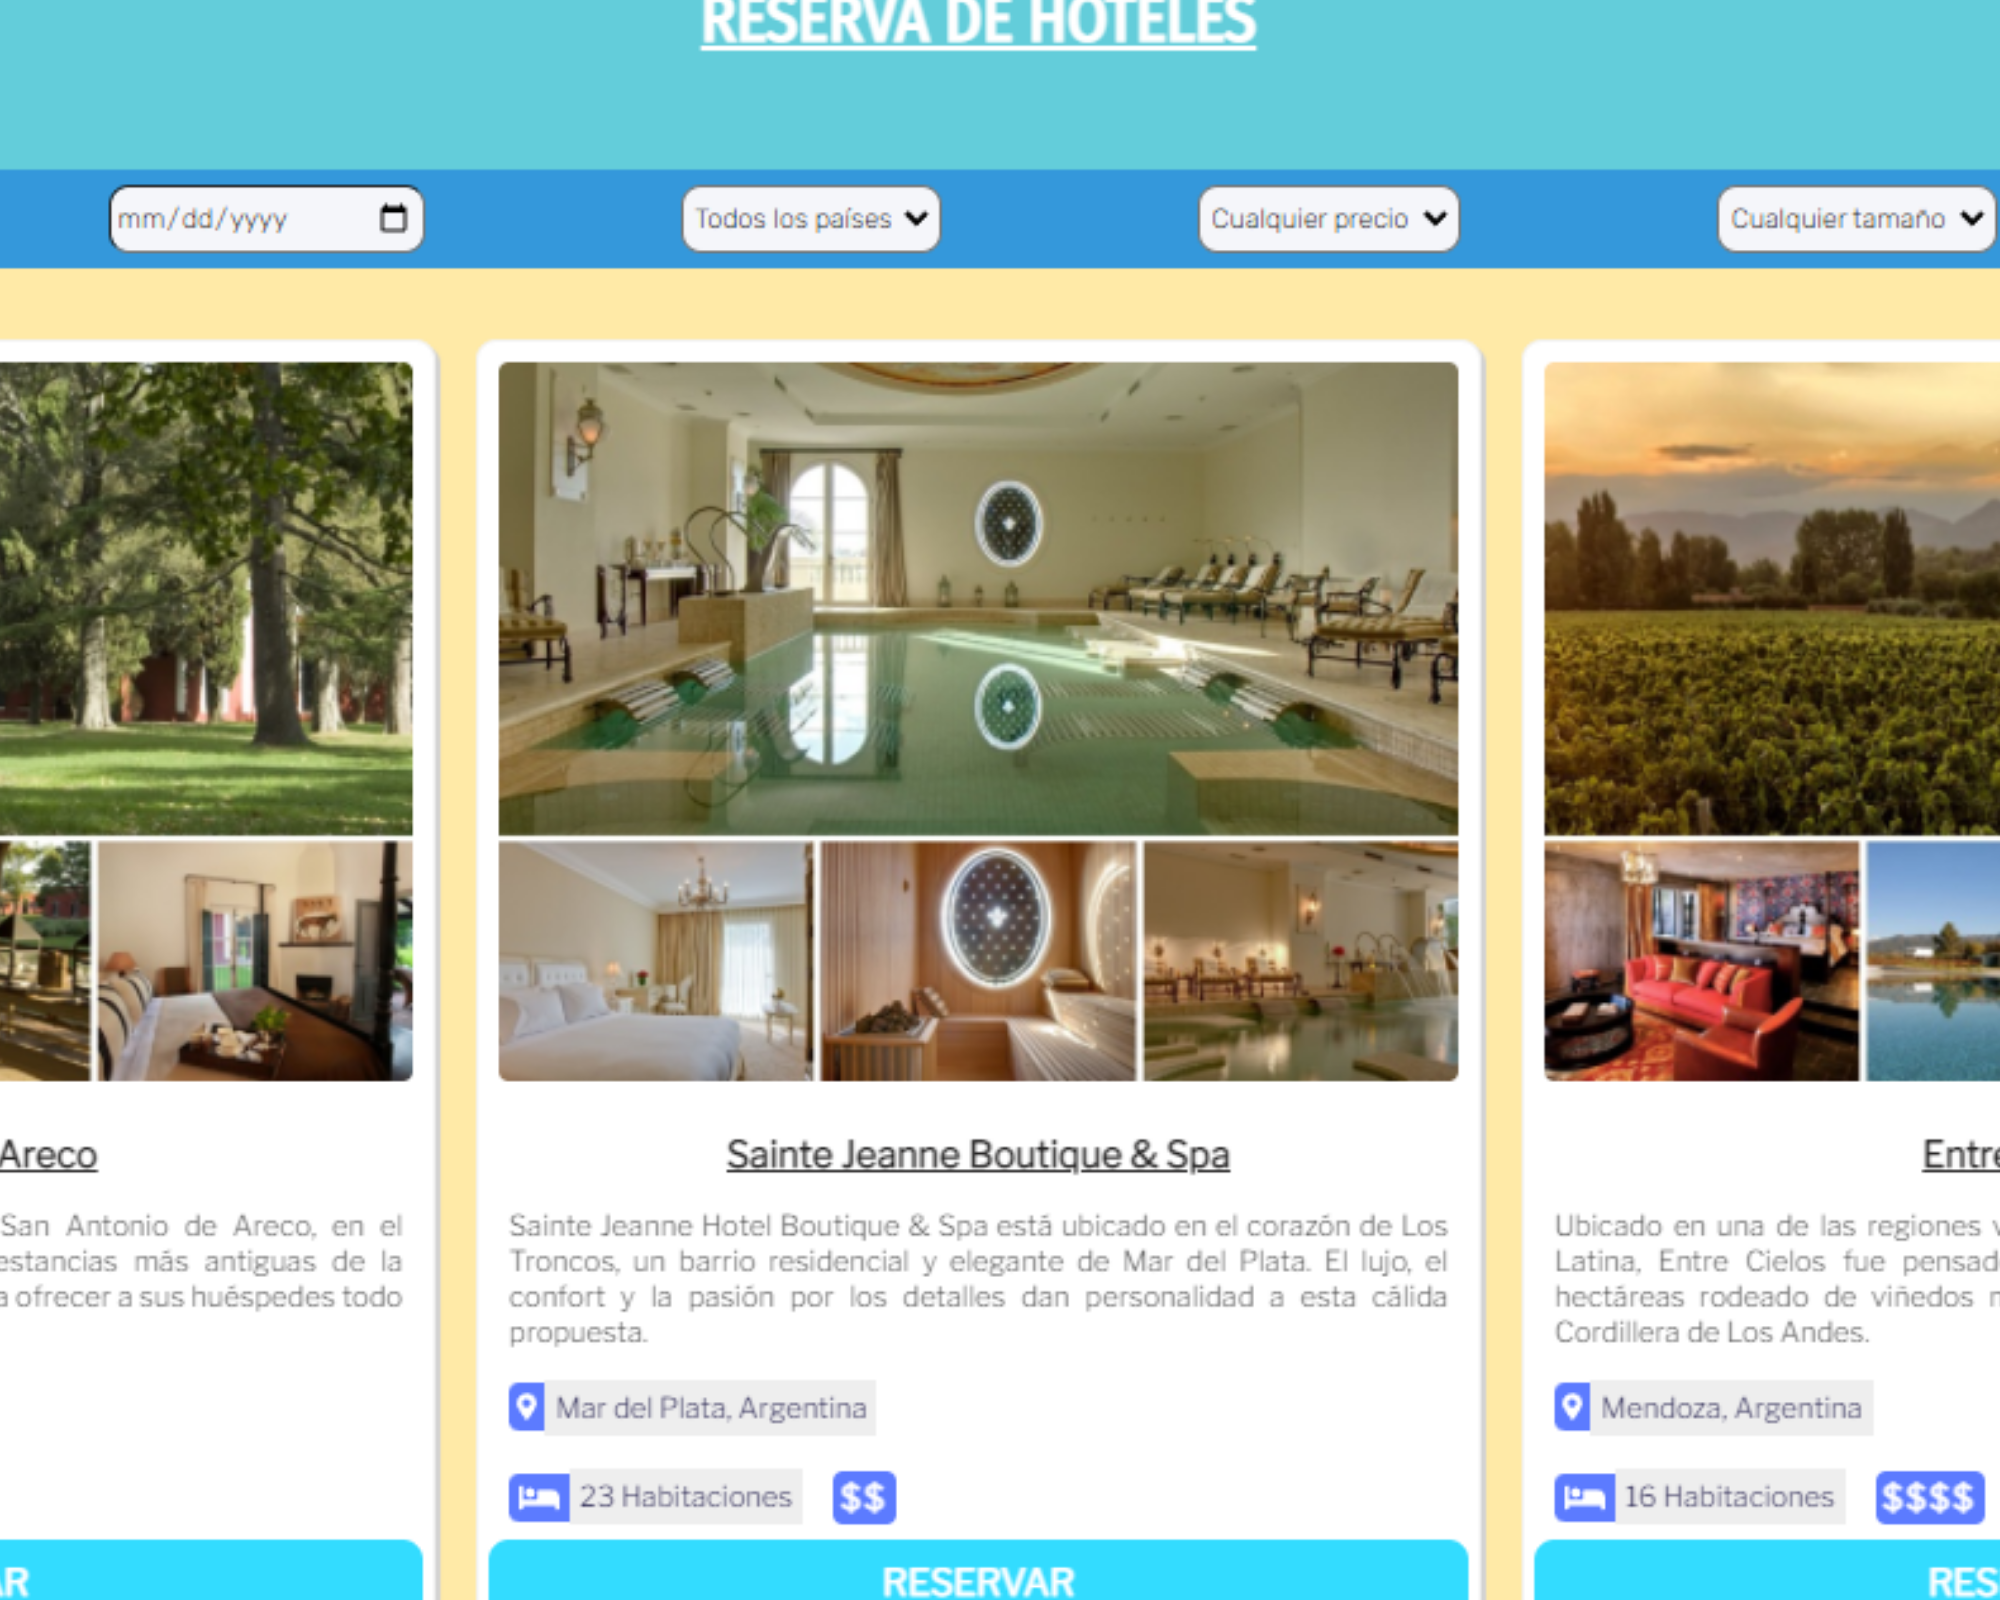 RESERVA DE HOTELES
mm/dd/yyyy
Todos los países
Cualquier precio
Cualquier tamaño
Areco
San Antonio de Areco, en el
estancias más antiguas de la
a ofrecer a sus huéspedes todo
Sainte Jeanne Boutique & Spa
Sainte Jeanne Hotel Boutique & Spa está ubicado en el corazón de Los
Troncos, un barrio residencial y elegante de Mar del Plata. El lujo, el
confort y la pasión por los detalles dan personalidad a esta cálida
propuesta.
Mar del Plata, Argentina
23 Habitaciones
$$
RESERVAR
Entre
Ubicado en una de las regiones v
Latina, Entre Cielos fue pensad
hectáreas rodeado de viñedos
Cordillera de Los Andes.
Mendoza, Argentina
16 Habitaciones
$$$$
RES